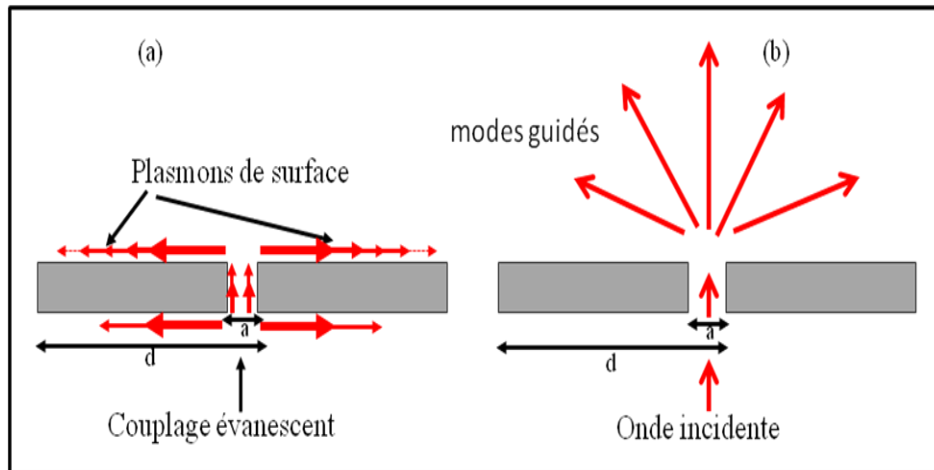 (a)
Plasmons de surface
a
d
Couplage évanescent
(b)
modes guidés
a
d
Onde incidente